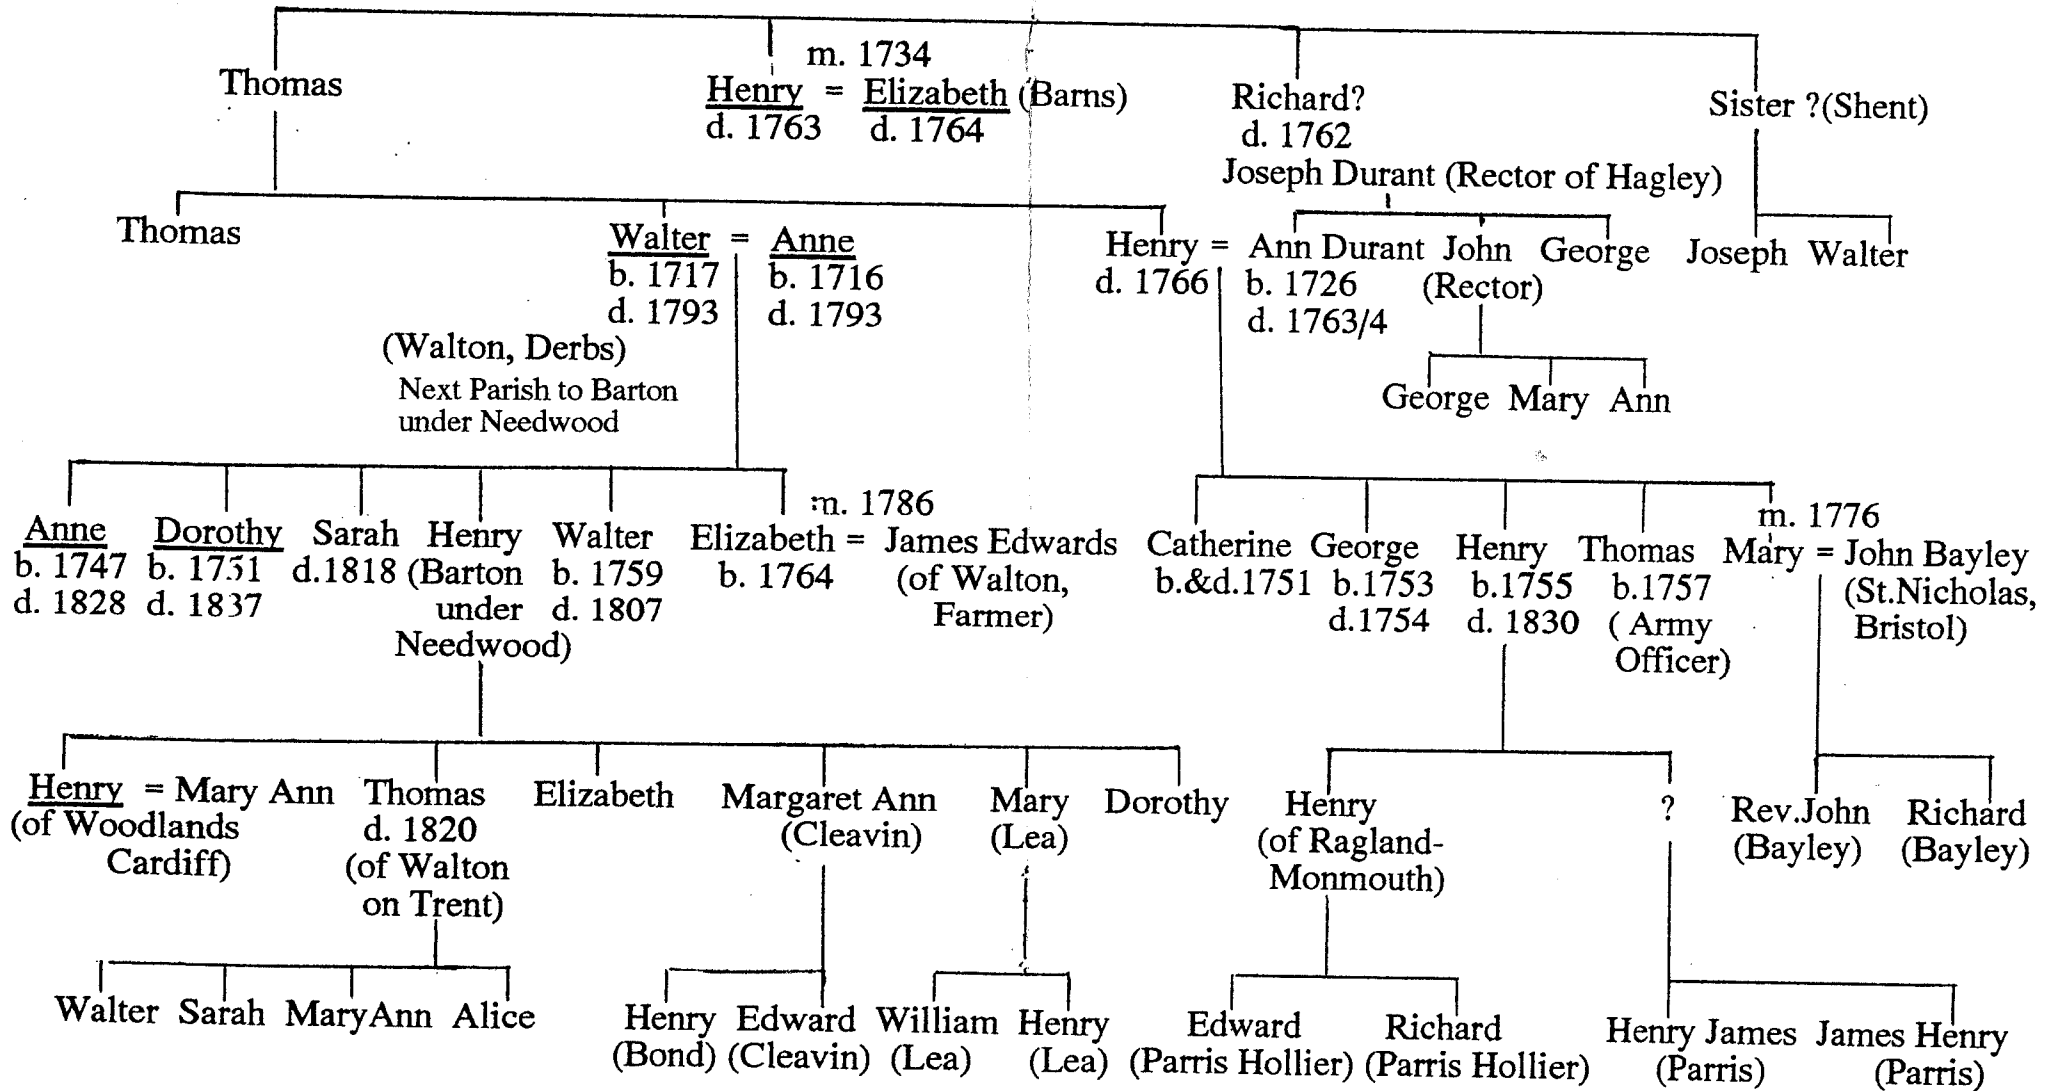 m. 1734
Thomas
Henry = Elizabeth (Barns)
d. 1763 d. 1764
Richard?
d. 1762
Sister ?(Shent)
Joseph Durant (Rector of Hagley)
Thomas
Walter = Anne
b. 1717 b. 1716
d. 1793 d. 1793
Henry = Ann Durant John George Joseph Walter
d. 1766 b. 1726 (Rector)
d. 1763/4
(Walton, Derbs)
Next Parish to Barton
under Needwood
George Mary Ann
m. 1786
m. 1776
Anne Dorothy Sarah Henry Walter Elizabeth = James Edwards
b. 1747 b. 1751 d.1818 (Barton b. 1759 b. 1764 (of Walton,
d. 1828 d. 1837 under d. 1807 Farmer)
Needwood)
Catherine George Henry Thomas Mary = John Bayley
b.&d.1751 b.1753 b.1755 b.1757 (St.Nicholas,
d.1754 d. 1830 ( Army Bristol)
Officer)
Henry = Mary Ann Thomas Elizabeth Margaret Ann Mary Dorothy
(of Woodlands d. 1820 (Cleavin) (Lea)
Cardiff) (of Walton
on Trent)
Henry ? Rev.John Richard
(of Ragland- (Bayley) (Bayley)
Monmouth)
Walter Sarah MaryAnn Alice
Henry Edward William Henry
(Bond) (Cleavin) (Lea) (Lea)
Edward Richard
(Parris Hollier) (Parris Hollier)
Henry James James Henry
(Parris) (Parris)